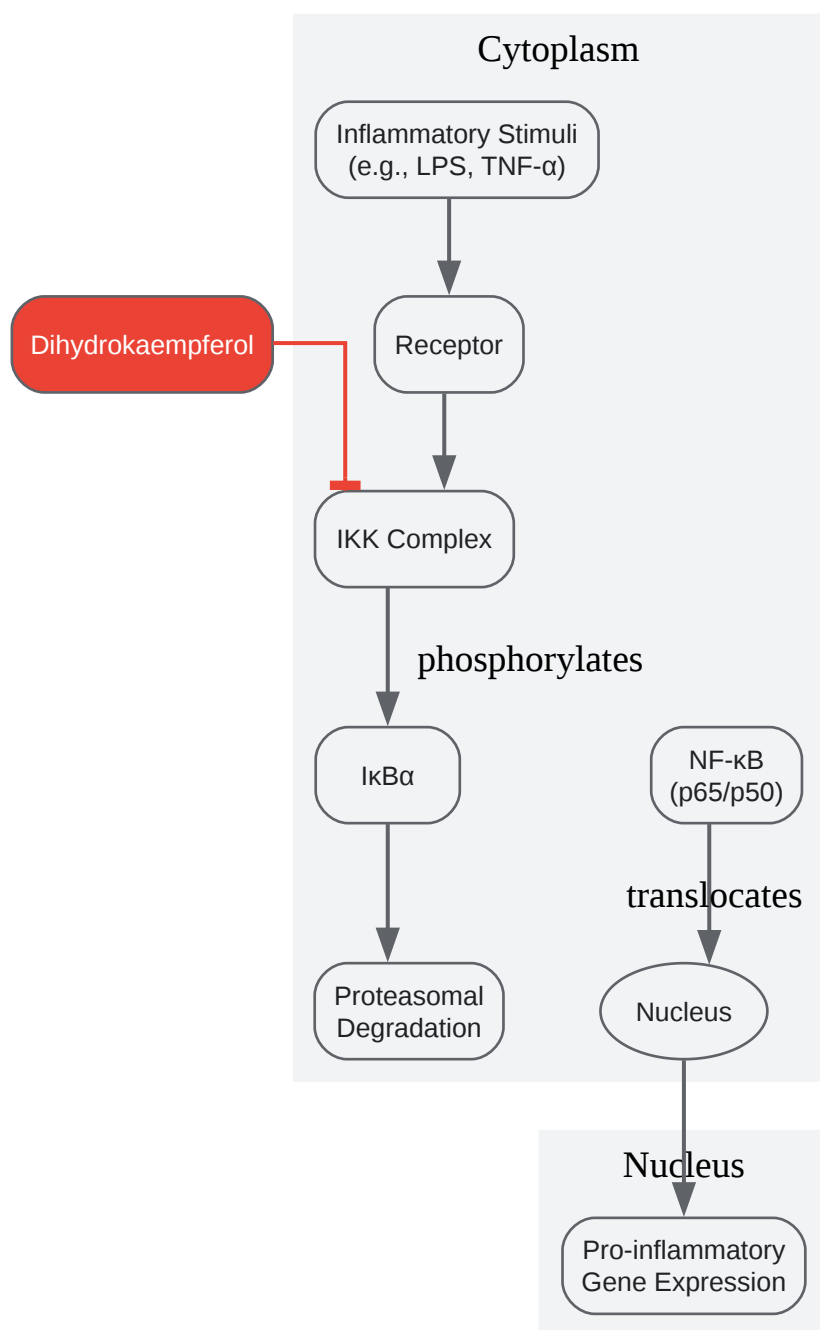 Cytoplasm
Inflammatory Stimuli
(e.g., LPS, TNF-α)
Dihydrokaempferol
Receptor
IKK Complex
phosphorylates
IκBα
NF-κB
(p65/p50)
translocates
Proteasomal
Degradation
Nucleus
Nucleus
Pro-inflammatory
Gene Expression